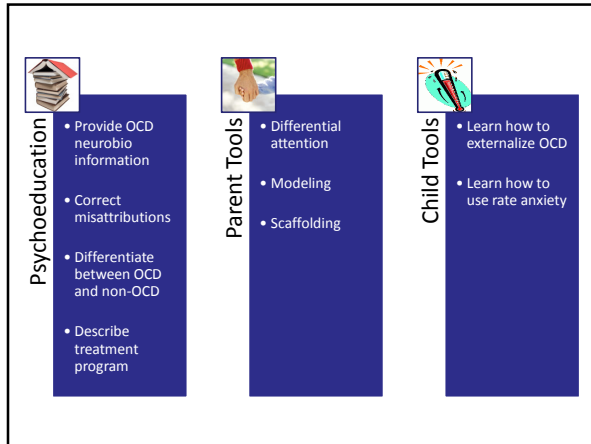 Psychoeducation
• Provide OCD
neurobio
information
• Correct
misattributions
• Differentiate
between OCD
and non-OCD
• Describe
treatment
program
Parent Tools
• Differential
attention
• Modeling
• Scaffolding
Child Tools
• Learn how to
externalize OCD
• Learn how to
use rate anxiety